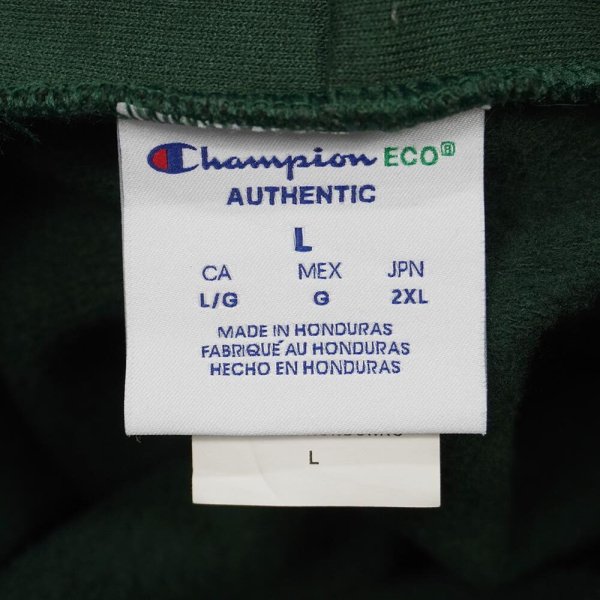 Champion ECO®
AUTHENTIC
L
CA MEX JPN
L/G G 2XL
MADE IN HONDURAS
FABRIQUÉ AU HONDURAS
HECHO EN HONDURAS
L